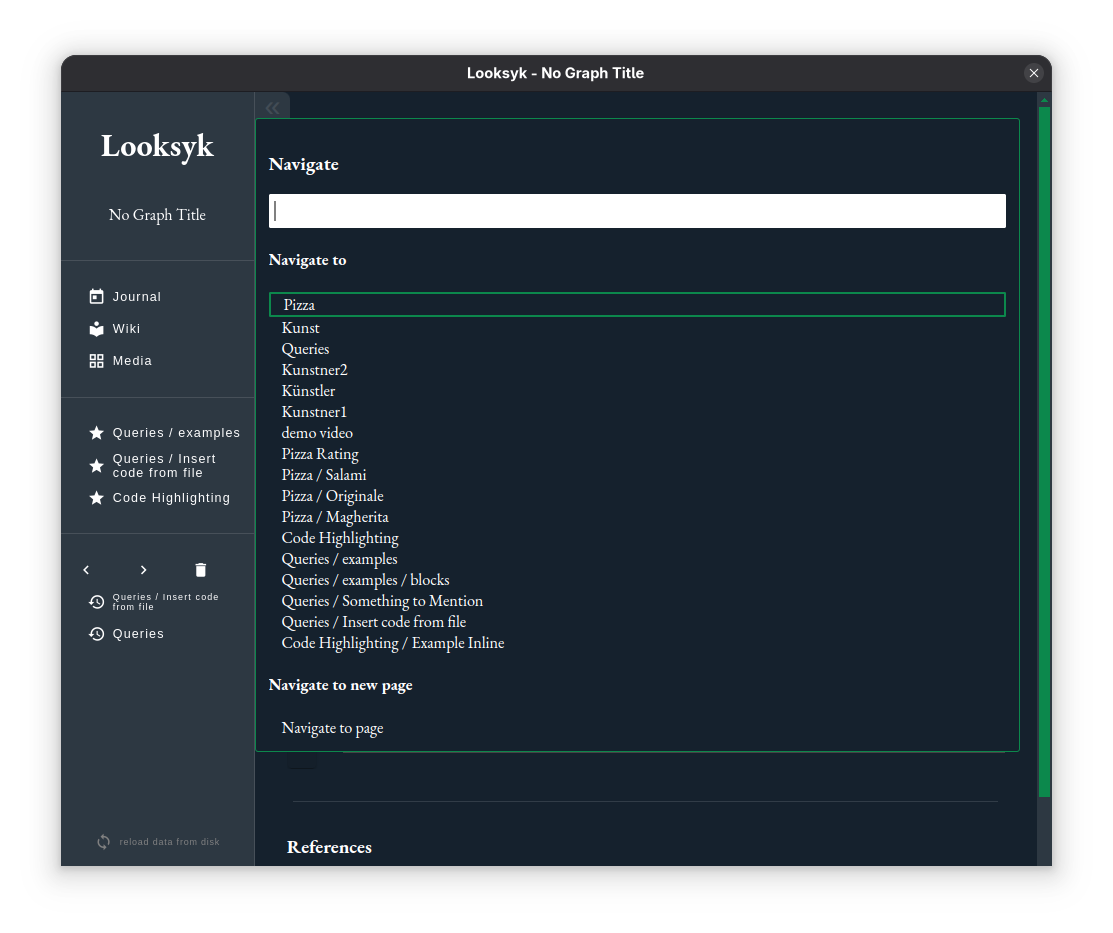 Looksyk - No Graph Title
Looksyk
No Graph Title
Journal
Wiki
Media
Queries / examples
Queries / Insert
code from file
Code Highlighting
Queries / Insert code
from file
Queries
reload data from disk
Navigate
Navigate to
Pizza
Kunst
Queries
Kunstner2
Künstler
Kunstner1
demo video
Pizza Rating
Pizza / Salami
Pizza / Originale
Pizza / Magherita
Code Highlighting
Queries / examples
Queries / examples / blocks
Queries / Something to Mention
Queries / Insert code from file
Code Highlighting / Example Inline
Navigate to new page
Navigate to page
References